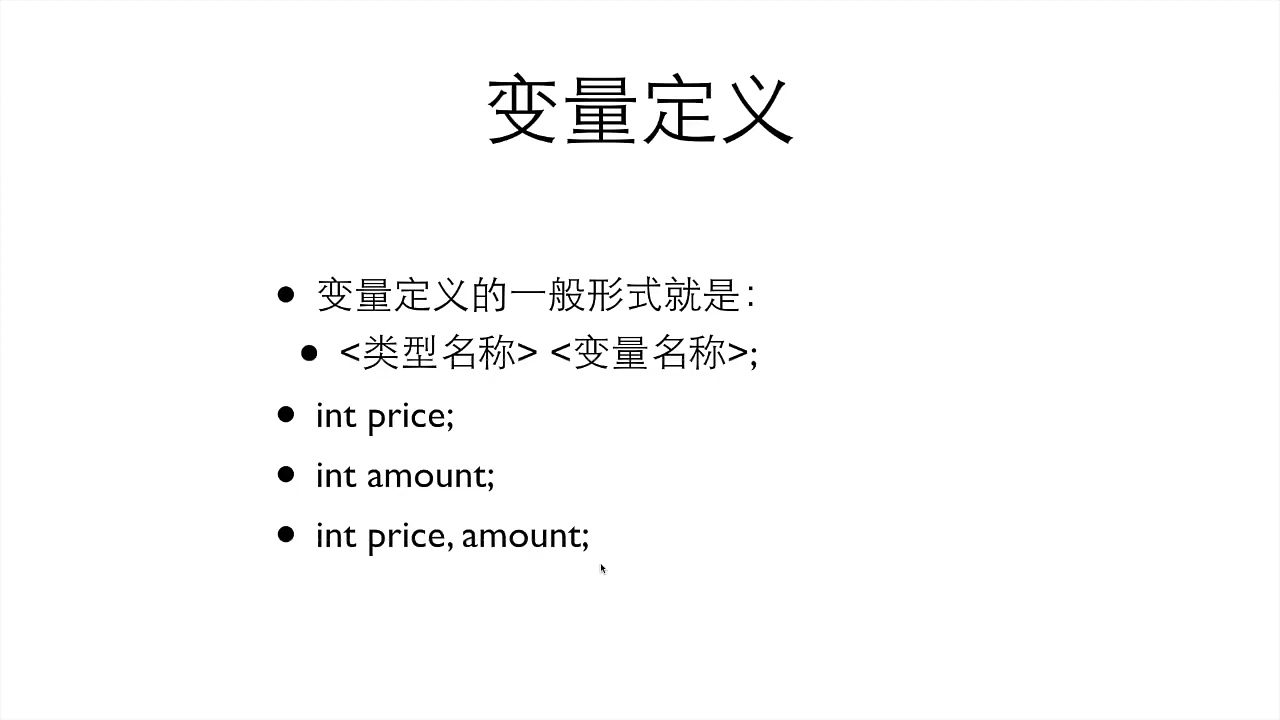 变量定义
变量定义的一般形式就是：
<类型名称> <变量名称>;
int price;
int amount;
int price, amount;